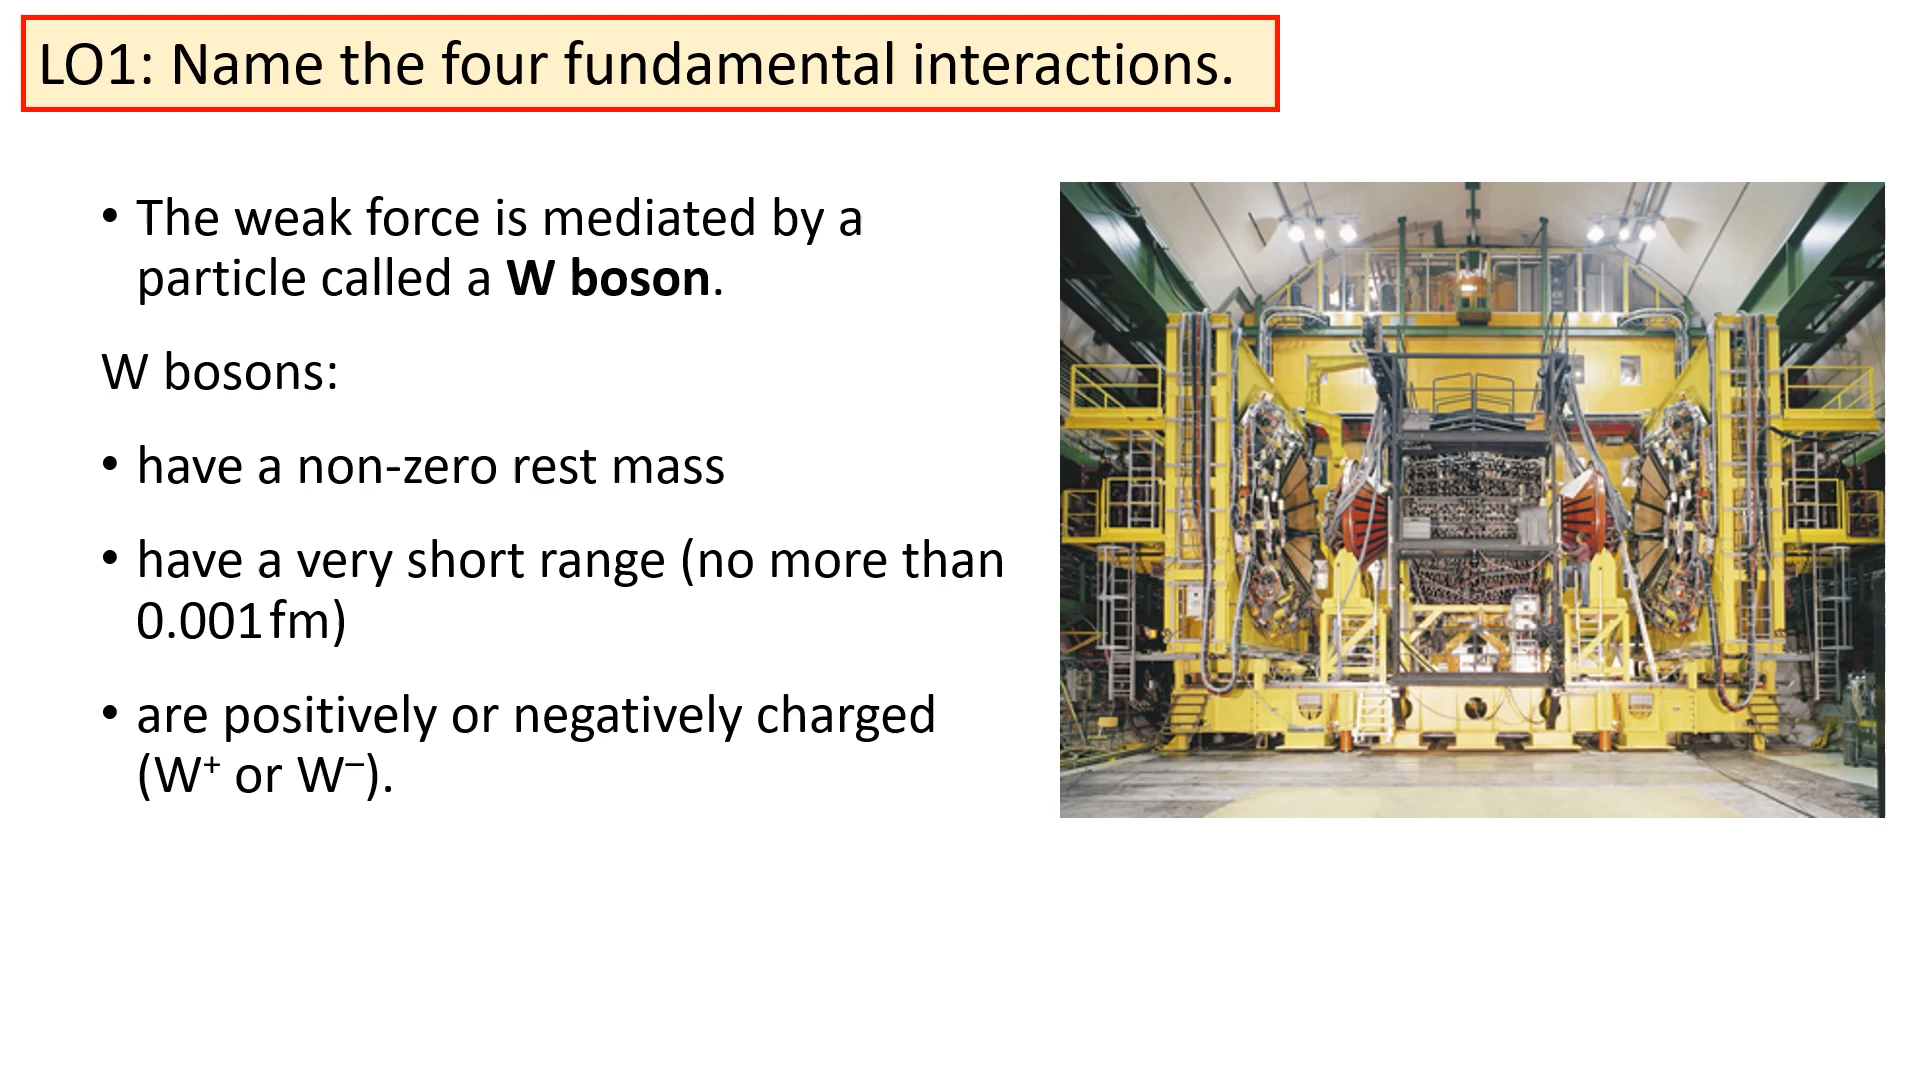 LO1: Name the four fundamental interactions.
• The weak force is mediated by a
particle called a W boson.
W bosons:
• have a non-zero rest mass
• have a very short range (no more than
0.001 fm)
• are positively or negatively charged
(W⁺ or W⁻).